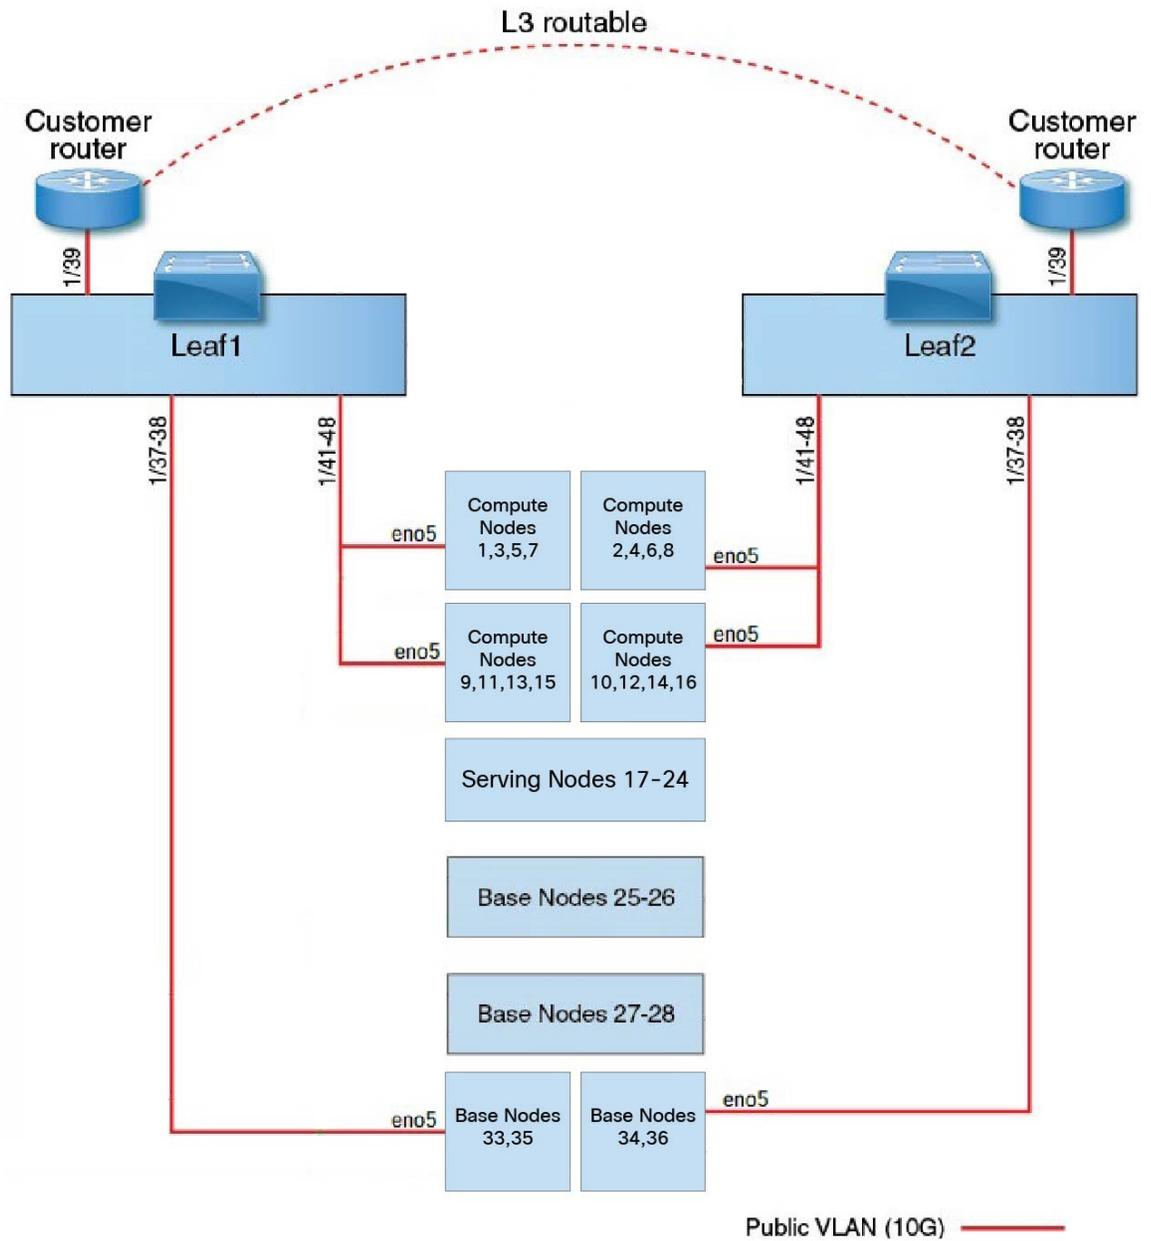 L3 routable
Customer
router
Customer
router
1/39
1/39
Leaf1
Leaf2
1/37-38
1/41-48
1/41-48
1/37-38
Compute
Nodes
1,3,5,7
Compute
Nodes
2,4,6,8
eno5
eno5
Compute
Nodes
9,11,13,15
Compute
Nodes
10,12,14,16
eno5
eno5
Serving Nodes 17-24
Base Nodes 25-26
Base Nodes 27-28
eno5
Base Nodes
33,35
Base Nodes
34,36
eno5
Public VLAN (10G)